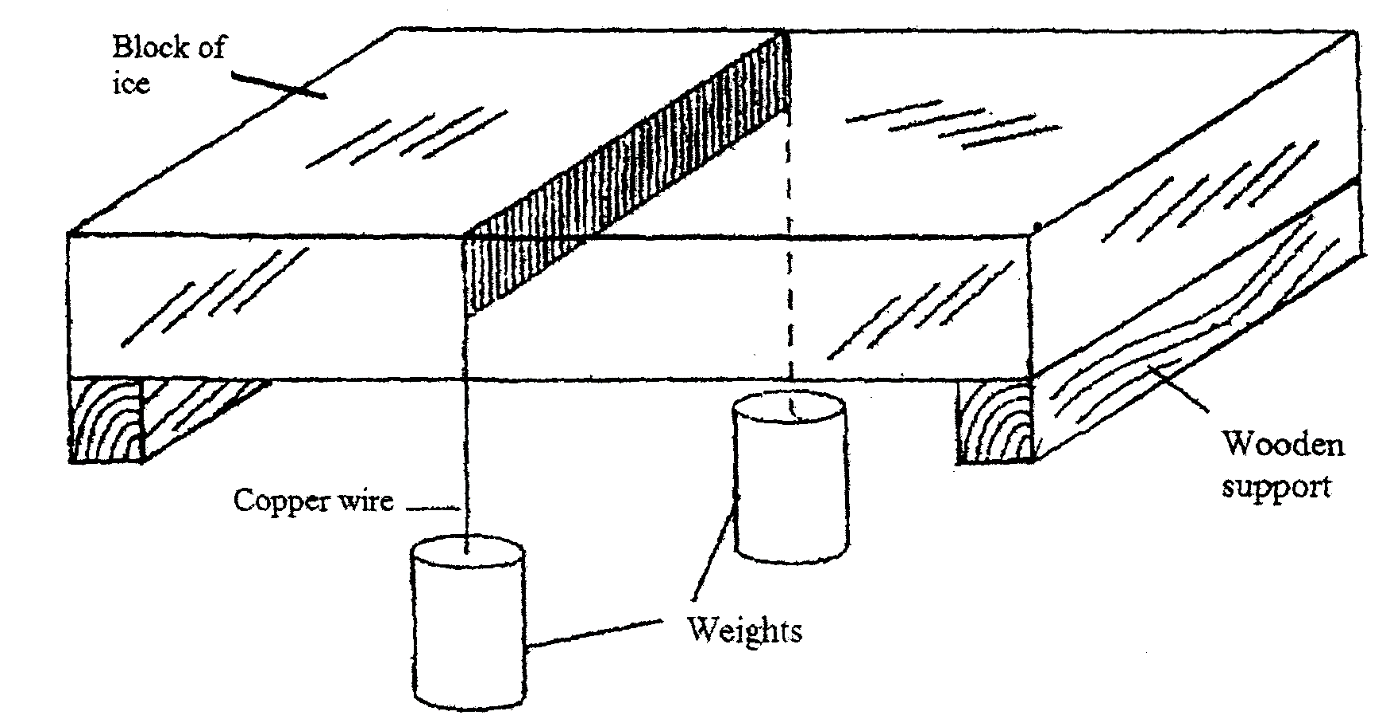 Block of
ice
Copper wire
Wooden
support
Weights